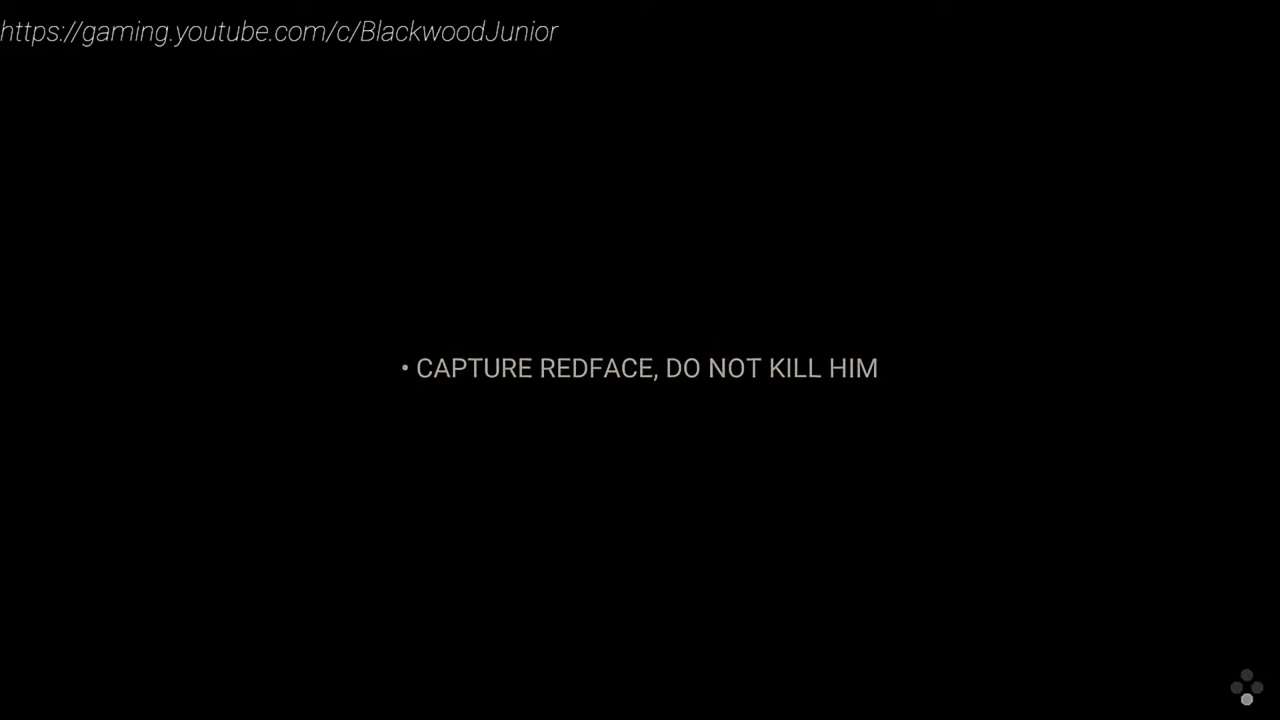 https://gaming.youtube.com/c/BlackwoodJunior
• CAPTURE REDFACE, DO NOT KILL HIM